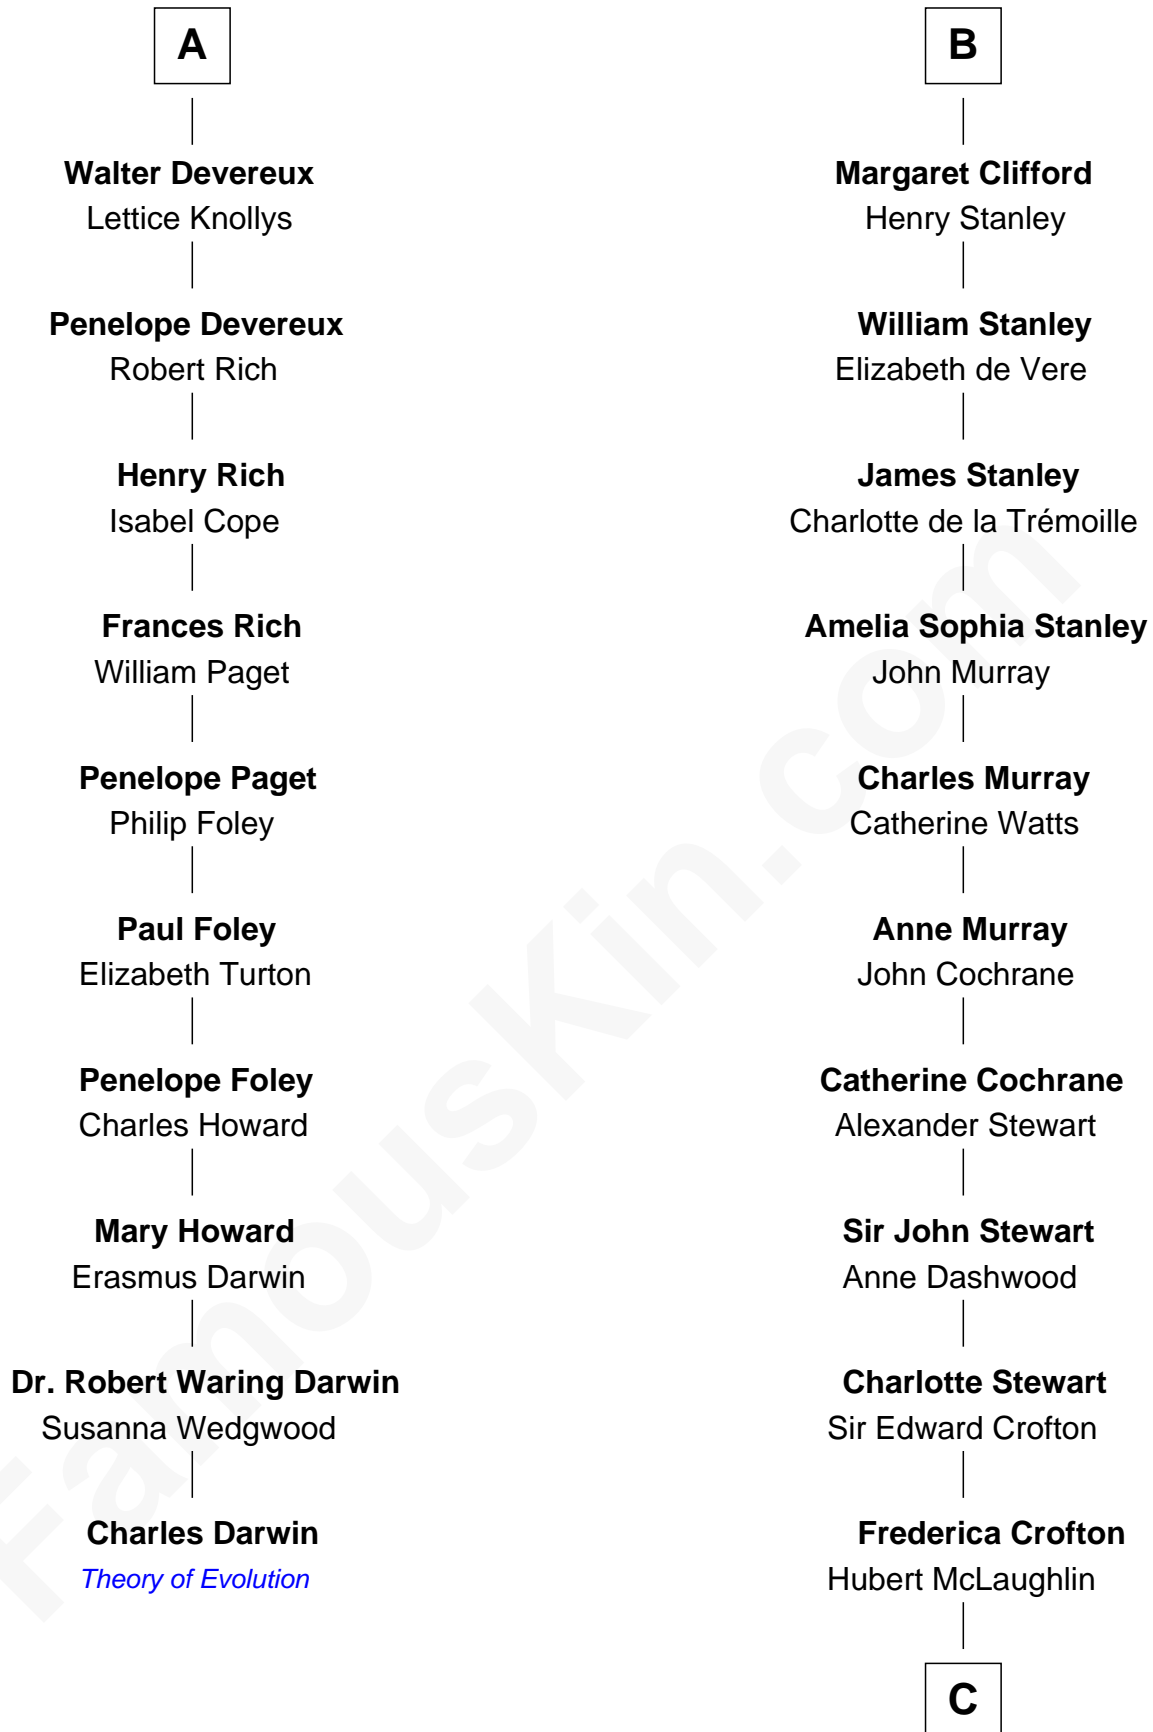 A
Walter Devereux
Lettice Knollys
Penelope Devereux
Robert Rich
Henry Rich
Isabel Cope
Frances Rich
William Paget
Penelope Paget
Philip Foley
Paul Foley
Elizabeth Turton
Penelope Foley
Charles Howard
Mary Howard
Erasmus Darwin
Dr. Robert Waring Darwin
Susanna Wedgwood
Charles Darwin
Theory of Evolution
B
Margaret Clifford
Henry Stanley
William Stanley
Elizabeth de Vere
James Stanley
Charlotte de la Trémoille
Amelia Sophia Stanley
John Murray
Charles Murray
Catherine Watts
Anne Murray
John Cochrane
Catherine Cochrane
Alexander Stewart
Sir John Stewart
Anne Dashwood
Charlotte Stewart
Sir Edward Crofton
Frederica Crofton
Hubert McLaughlin
C
FamousKin.com